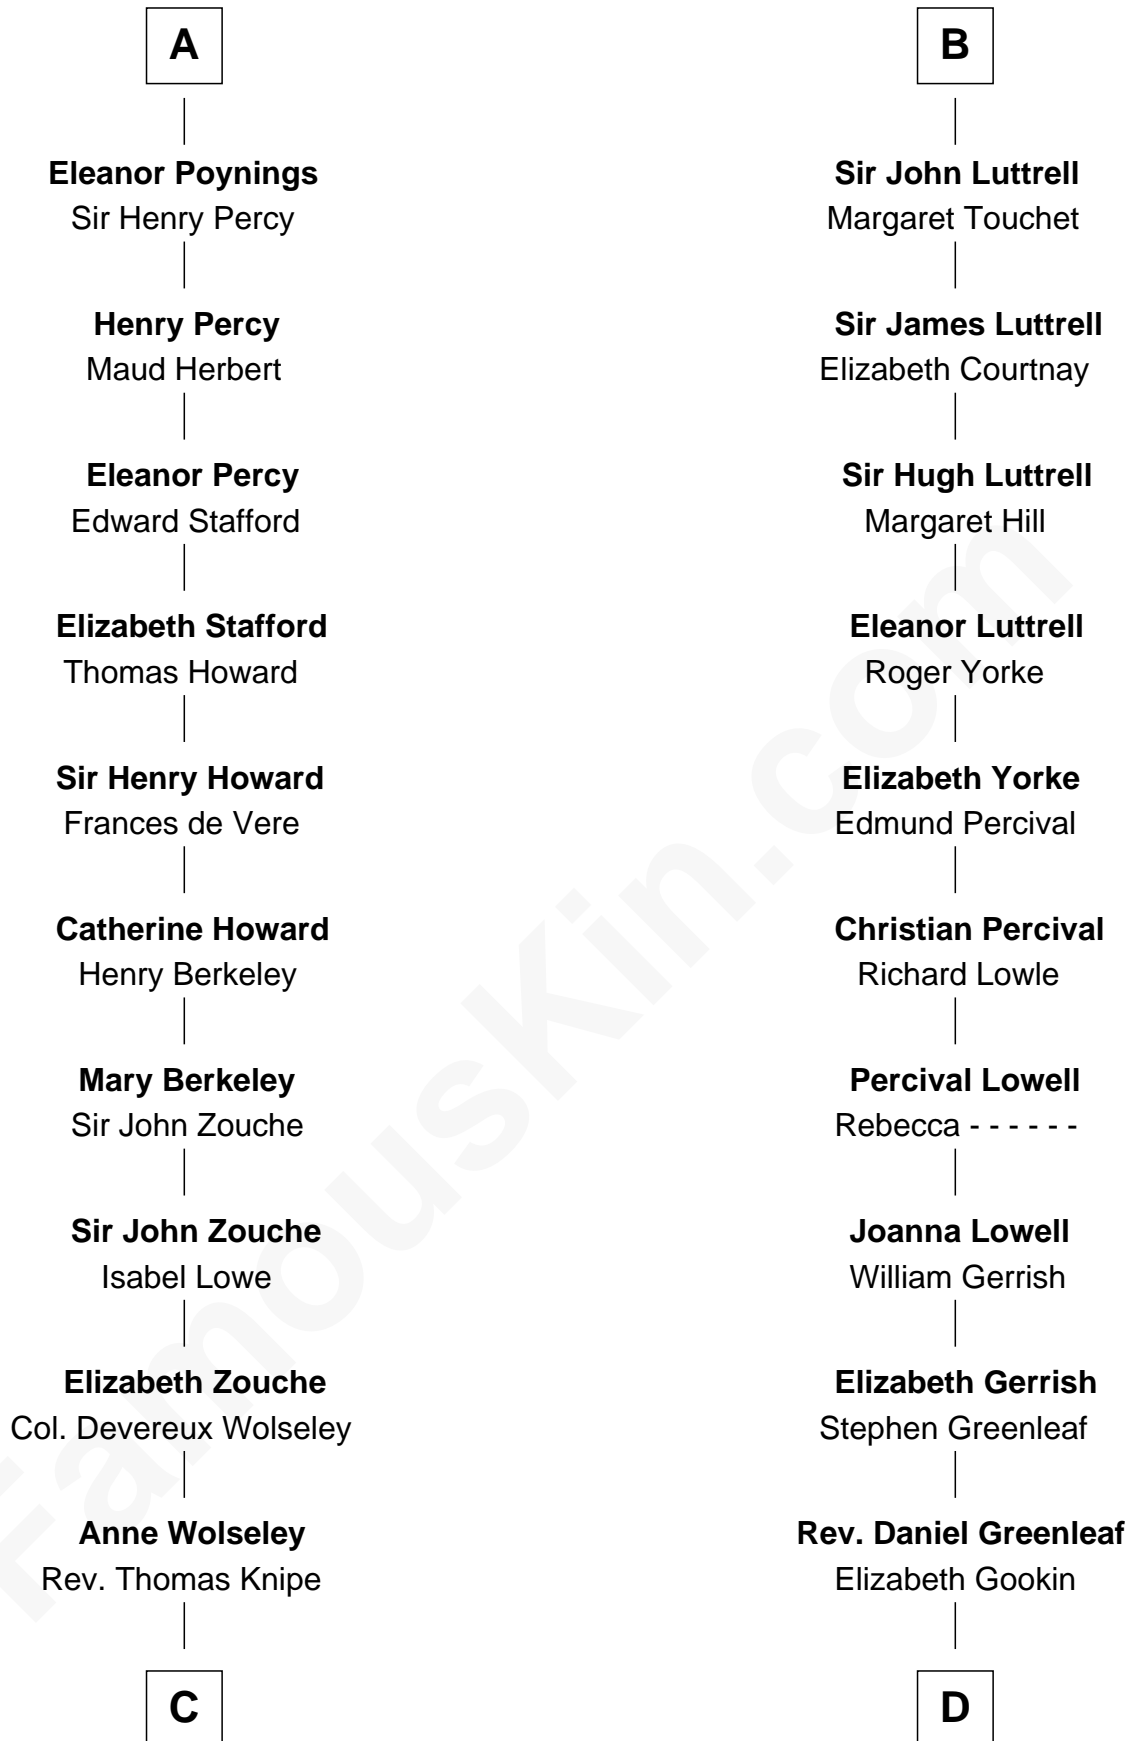 A
Eleanor Poynings
Sir Henry Percy
Henry Percy
Maud Herbert
Eleanor Percy
Edward Stafford
Elizabeth Stafford
Thomas Howard
Sir Henry Howard
Frances de Vere
Catherine Howard
Henry Berkeley
Mary Berkeley
Sir John Zouche
Sir John Zouche
Isabel Lowe
Elizabeth Zouche
Col. Devereux Wolseley
Anne Wolseley
Rev. Thomas Knipe
C
B
Sir John Luttrell
Margaret Touchet
Sir James Luttrell
Elizabeth Courtnay
Sir Hugh Luttrell
Margaret Hill
Eleanor Luttrell
Roger Yorke
Elizabeth Yorke
Edmund Percival
Christian Percival
Richard Lowle
Percival Lowell
Rebecca - - - - - -
Joanna Lowell
William Gerrish
Elizabeth Gerrish
Stephen Greenleaf
Rev. Daniel Greenleaf
Elizabeth Gookin
D
FamousKin.com